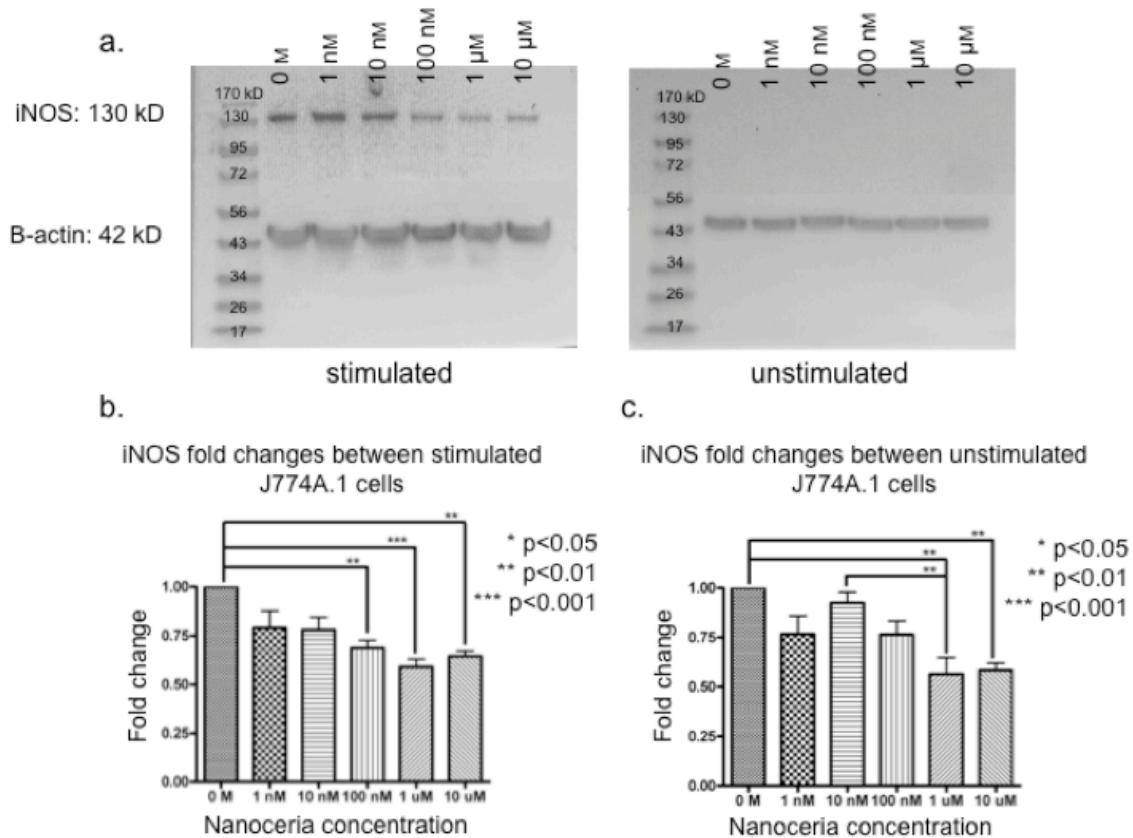 a.
0 M
1 nM
10 nM
100 nM
1 µM
10 µM
0 M
1 nM
10 nM
100 nM
1 µM
10 µM
iNOS: 130 kD
B-actin: 42 kD
170 kD
130
95
72
56
43
34
26
17
170 kD
130
95
72
56
43
34
26
17
stimulated
unstimulated
b.
iNOS fold changes between stimulated
J774A.1 cells
** 
*** 
** 
* p<0.05
** p<0.01
*** p<0.001
Fold change
1.00
0.75
0.50
0.25
0.00
0 M 1 nM 10 nM 100 nM 1 uM 10 uM
Nanoceria concentration
c.
iNOS fold changes between unstimulated
J774A.1 cells
** 
** 
** 
* p<0.05
** p<0.01
*** p<0.001
Fold change
1.00
0.75
0.50
0.25
0.00
0 M 1 nM 10 nM 100 nM 1 uM 10 uM
Nanoceria concentration